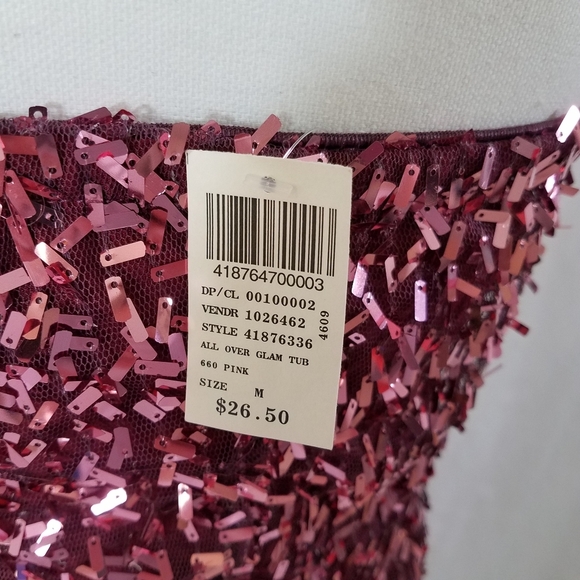 418764700003
DP/CL 00100002
VENDR 1026462
STYLE 41876336
4609
ALL OVER GLAM TUB
660 PINK
SIZE M
$26.50